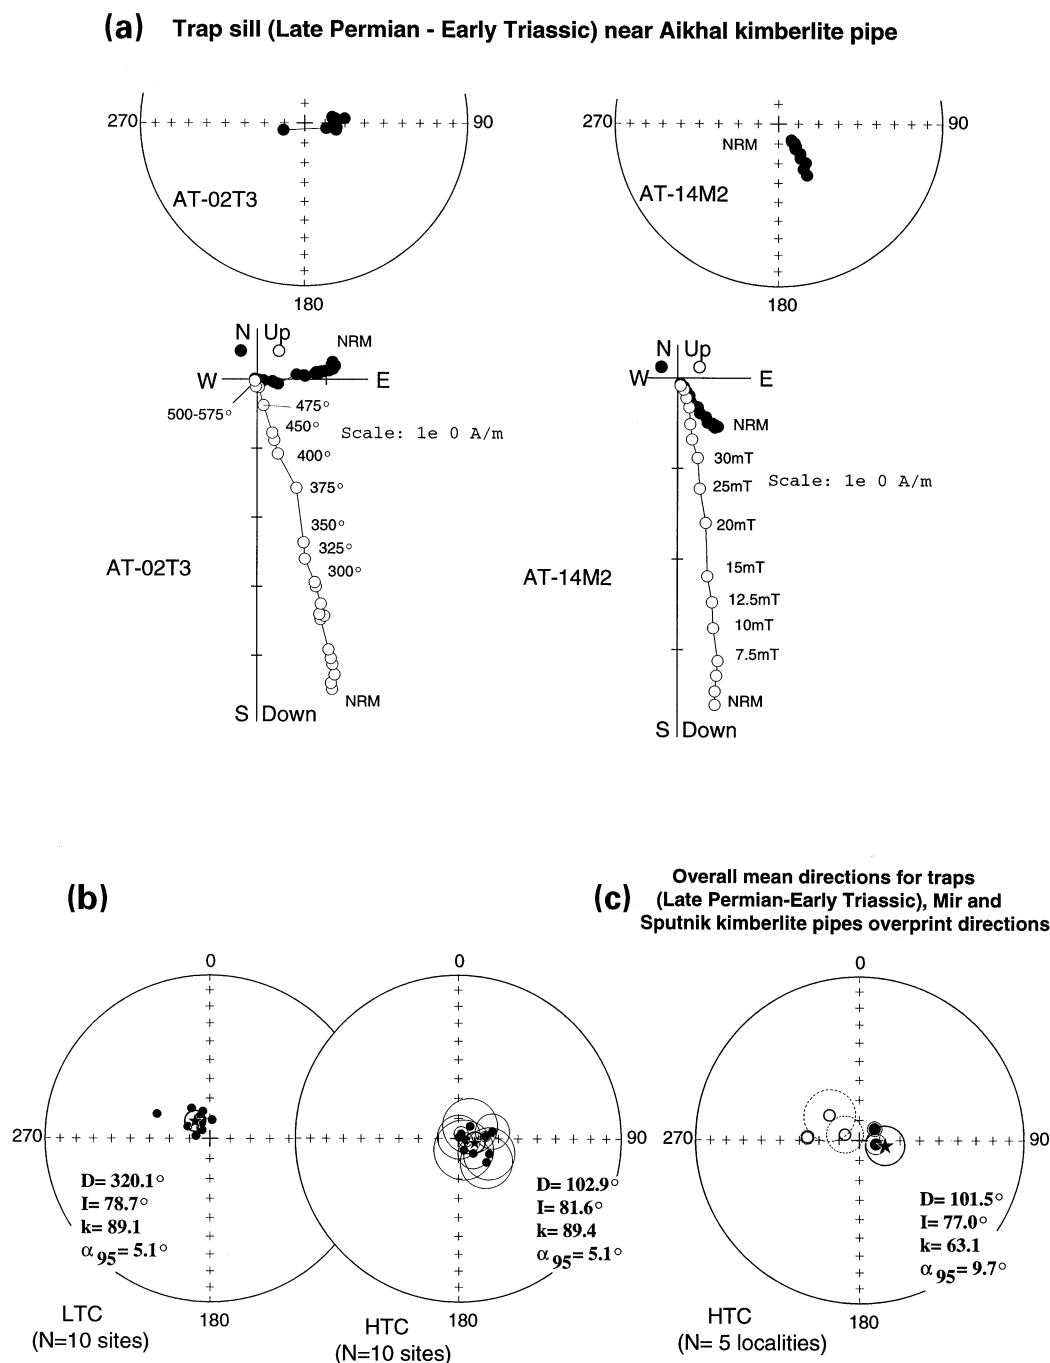 (a) Trap sill (Late Permian - Early Triassic) near Aikhal kimberlite pipe
270
90
AT-02T3
180
270
90
NRM
AT-14M2
180
N Up
NRM
W
E
500-575°
475°
450°
400°
375°
350°
325°
300°
Scale: 1e 0 A/m
AT-02T3
NRM
S Down
N Up
W
E
NRM
30mT
25mT
20mT
15mT
12.5mT
10mT
7.5mT
NRM
Scale: 1e 0 A/m
AT-14M2
S Down
(b)
0
270
D= 320.1°
I= 78.7°
k= 89.1
α95= 5.1°
180
LTC
(N=10 sites)
0
90
D= 102.9°
I= 81.6°
k= 89.4
α95= 5.1°
180
HTC
(N=10 sites)
(c)
Overall mean directions for traps
(Late Permian-Early Triassic), Mir and
Sputnik kimberlite pipes overprint directions
0
270
90
D= 101.5°
I= 77.0°
k= 63.1
α95= 9.7°
180
HTC
(N= 5 localities)